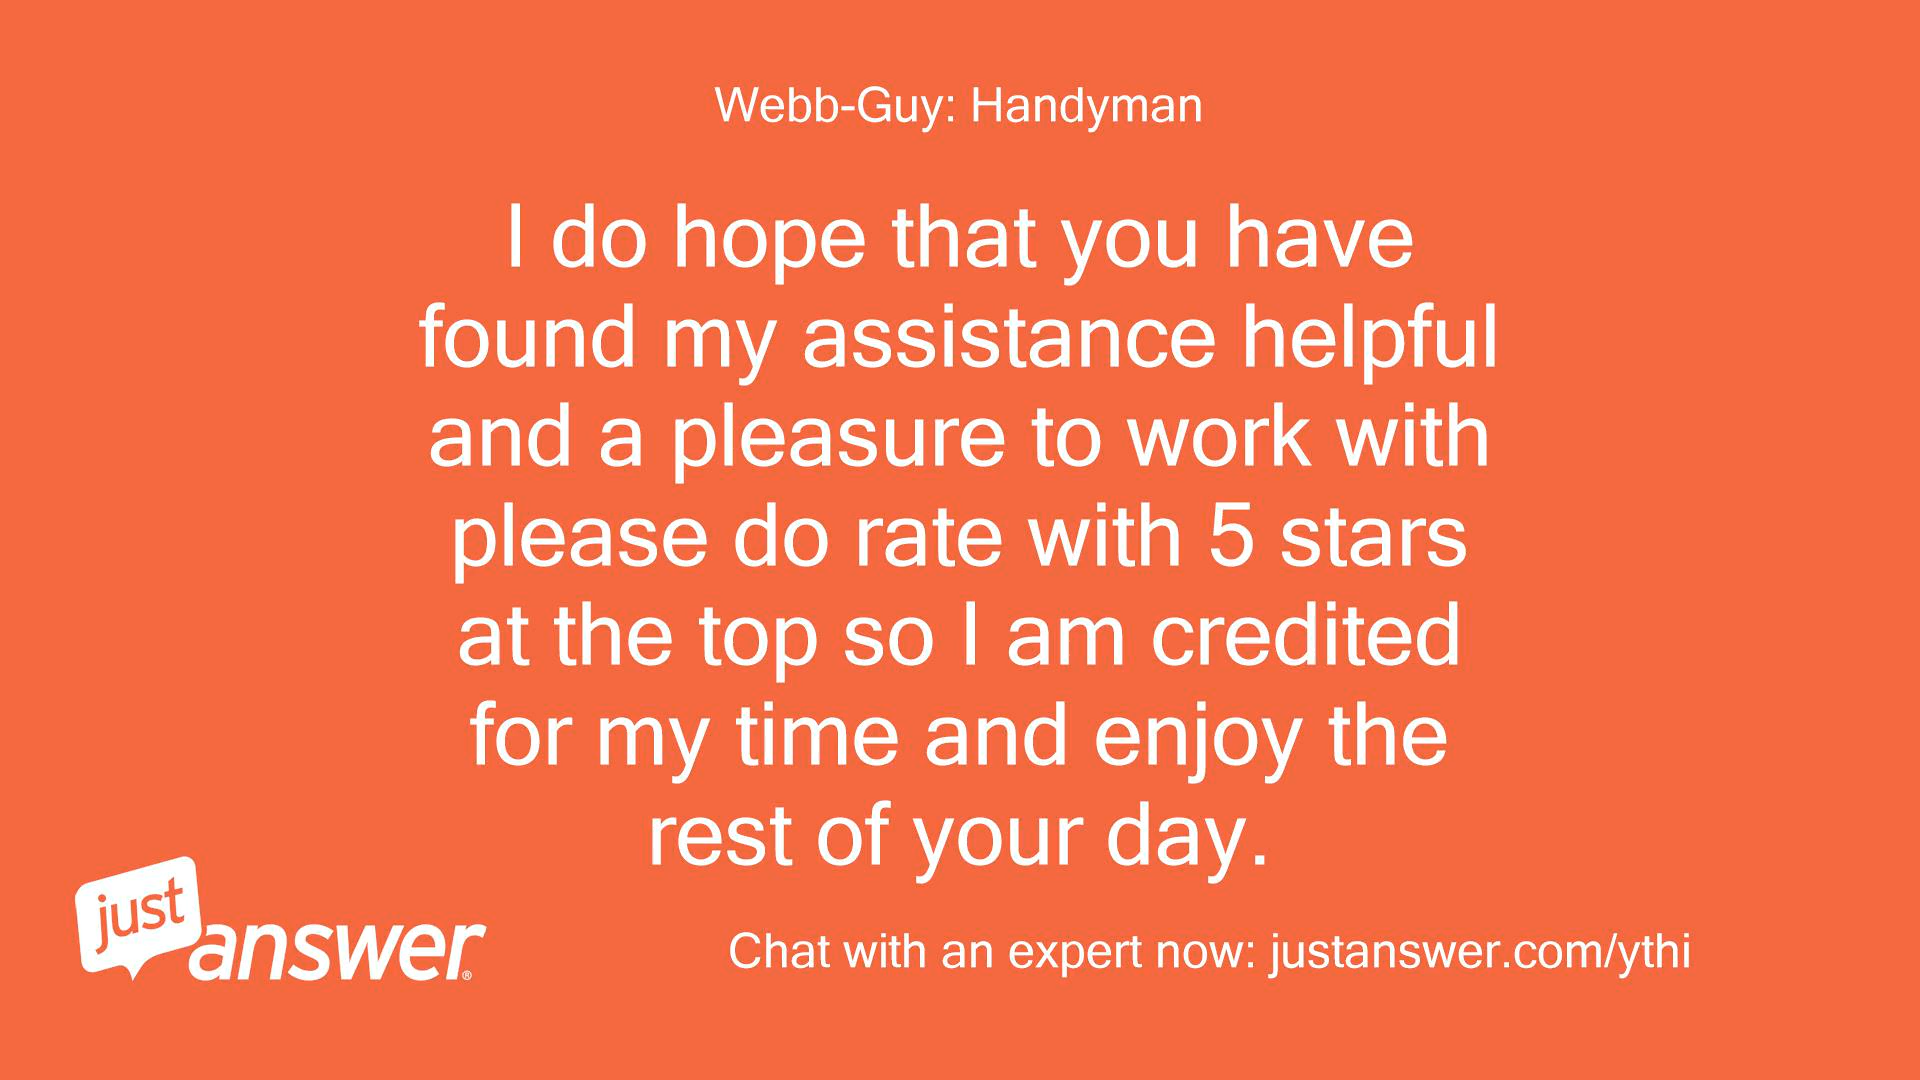 Webb-Guy: Handyman
I do hope that you have
found my assistance helpful
and a pleasure to work with
please do rate with 5 stars
at the top so I am credited
for my time and enjoy the
rest of your day.
just
answer®
Chat with an expert now: justanswer.com/ythi